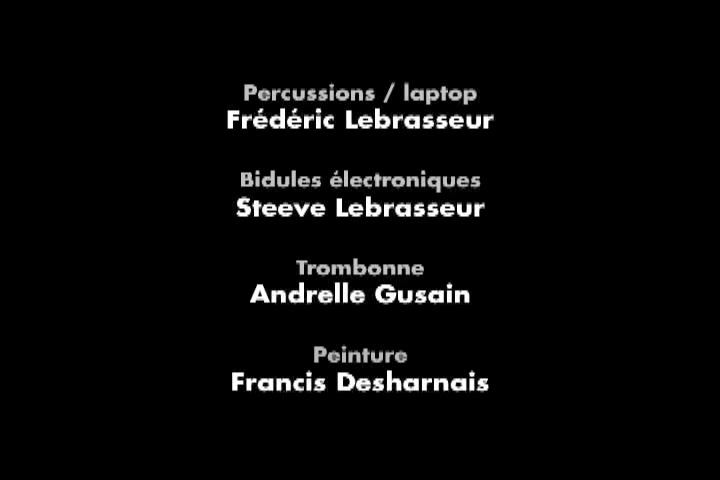 Percussions / laptop
Frédéric Lebrasseur
Bidules électroniques
Steeve Lebrasseur
Trombonne
Andrelle Gusain
Peinture
Francis Desharnais